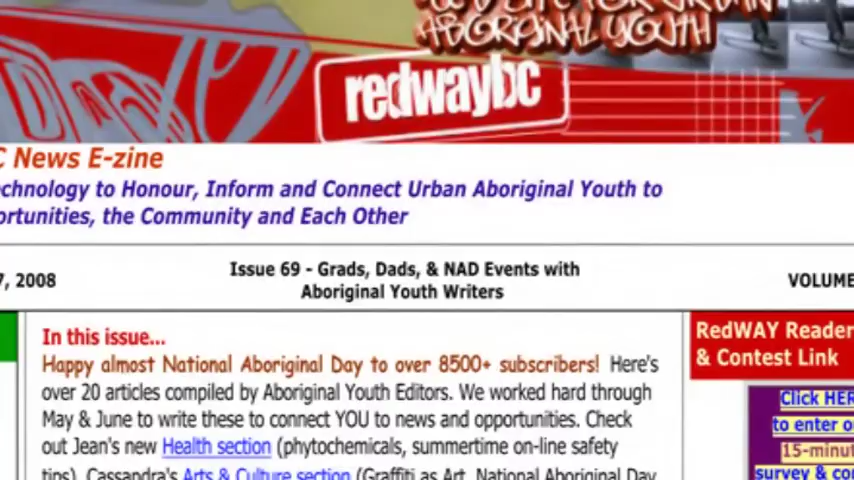 ABORIGINAL YOUTH
redwaybc
C News E-zine
echnology to Honour, Inform and Connect Urban Aboriginal Youth to
ortunities, the Community and Each Other
7, 2008
Issue 69 - Grads, Dads, & NAD Events with
Aboriginal Youth Writers
VOLUME
In this issue...
Happy almost National Aboriginal Day to over 8500+ subscribers! Here's
over 20 articles compiled by Aboriginal Youth Editors. We worked hard through
May & June to write these to connect YOU to news and opportunities. Check
out Jean's new Health section (phytochemicals, summertime on-line safety
tips), Cassandra's Arts & Culture section (Graffiti as Art, National Aboriginal Day
RedWAY Reader
& Contest Link
Click HER
to enter o
15-minut
survey & co